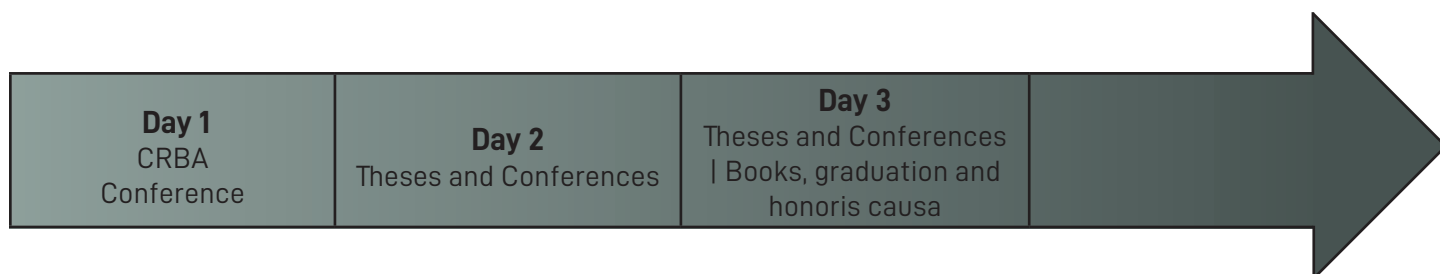 Day 1
CRBA
Conference
Day 2
Theses and Conferences
Day 3
Theses and Conferences
| Books, graduation and
honoris causa